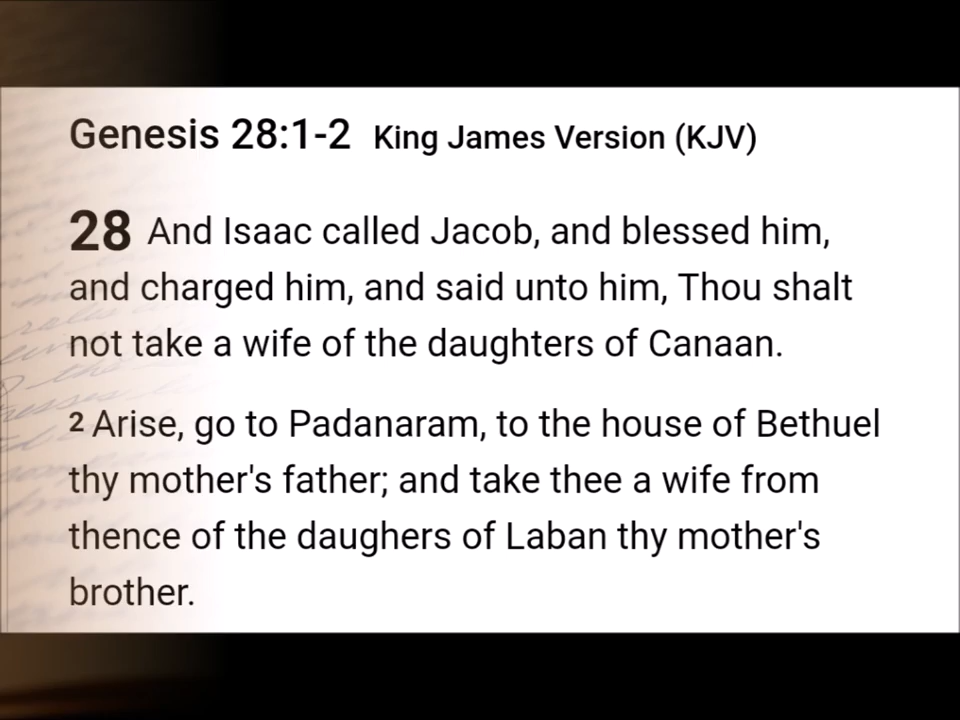 Genesis 28:1-2 King James Version (KJV)
28 And Isaac called Jacob, and blessed him,
and charged him, and said unto him, Thou shalt
not take a wife of the daughters of Canaan.
2 Arise, go to Padanaram, to the house of Bethuel
thy mother's father; and take thee a wife from
thence of the daughers of Laban thy mother's
brother.